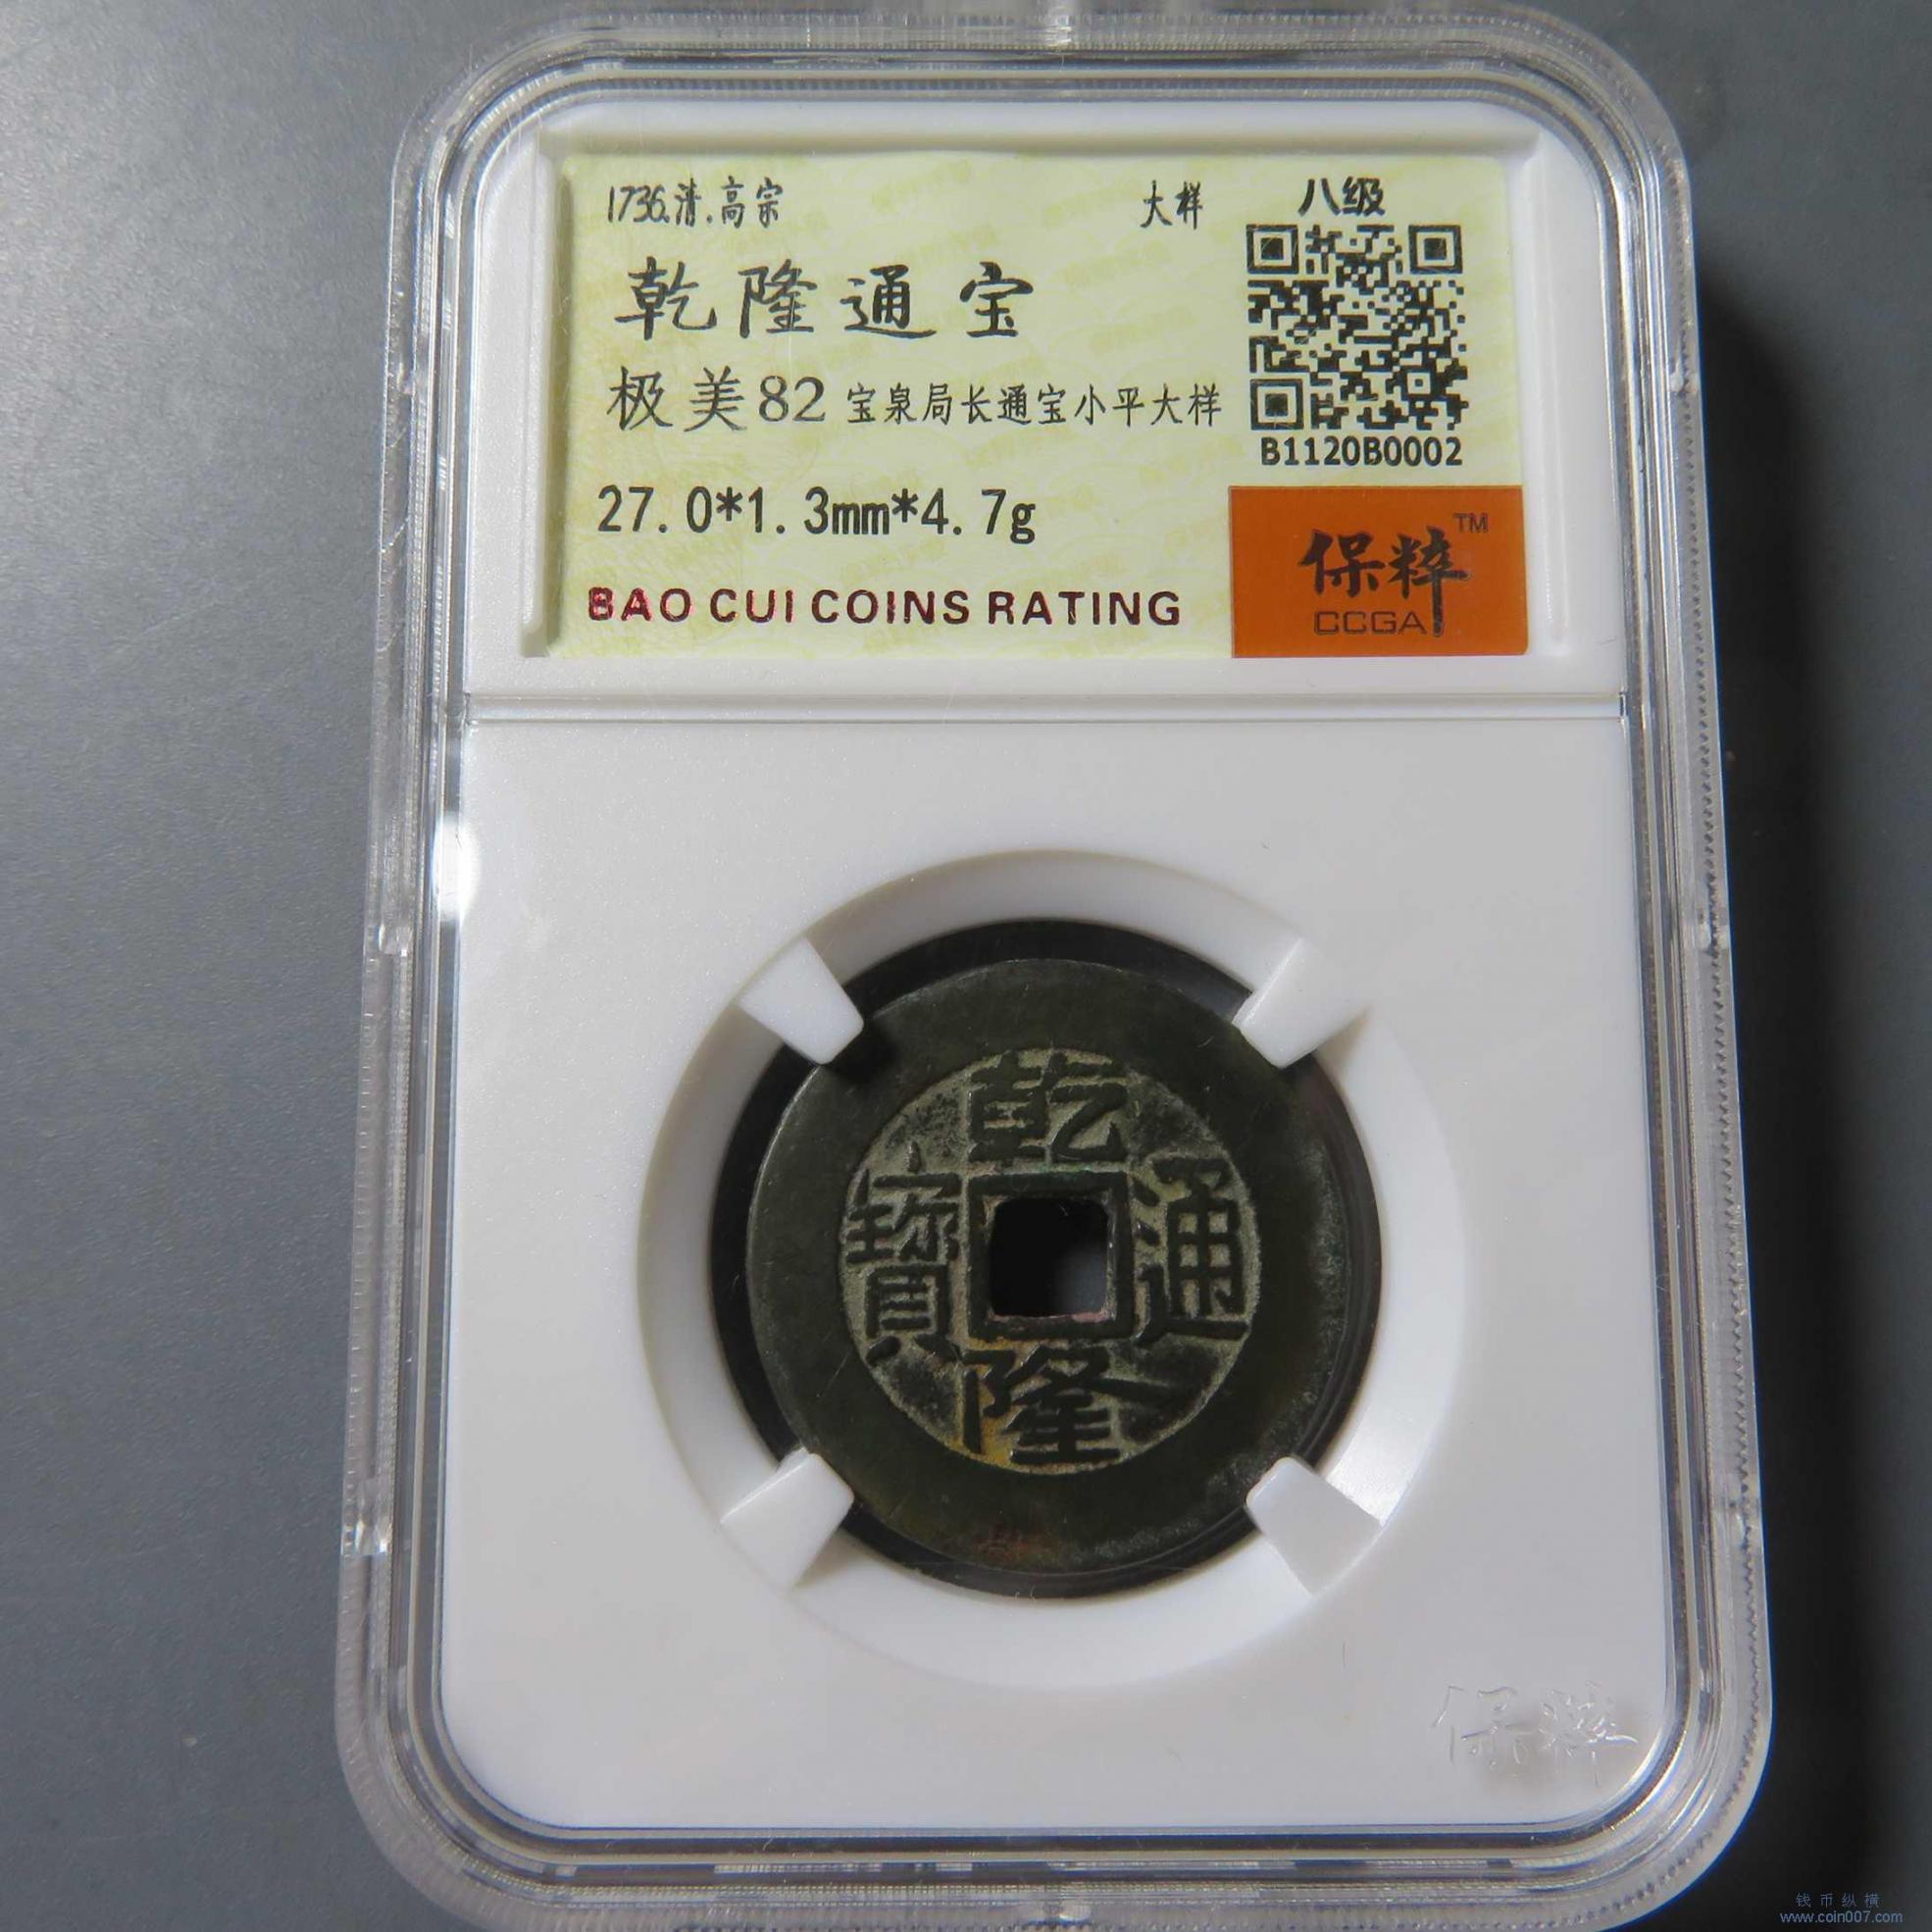 1736.清.高宗
大样
八级
乾隆通宝
极美82 宝泉局长通宝小平大样
B1120B0002
27.0*1.3mm*4.7g
保粹™
CCGA
BAO CUI COINS RATING
乾隆通寶
保粹
钱币纵横
www.coin007.com